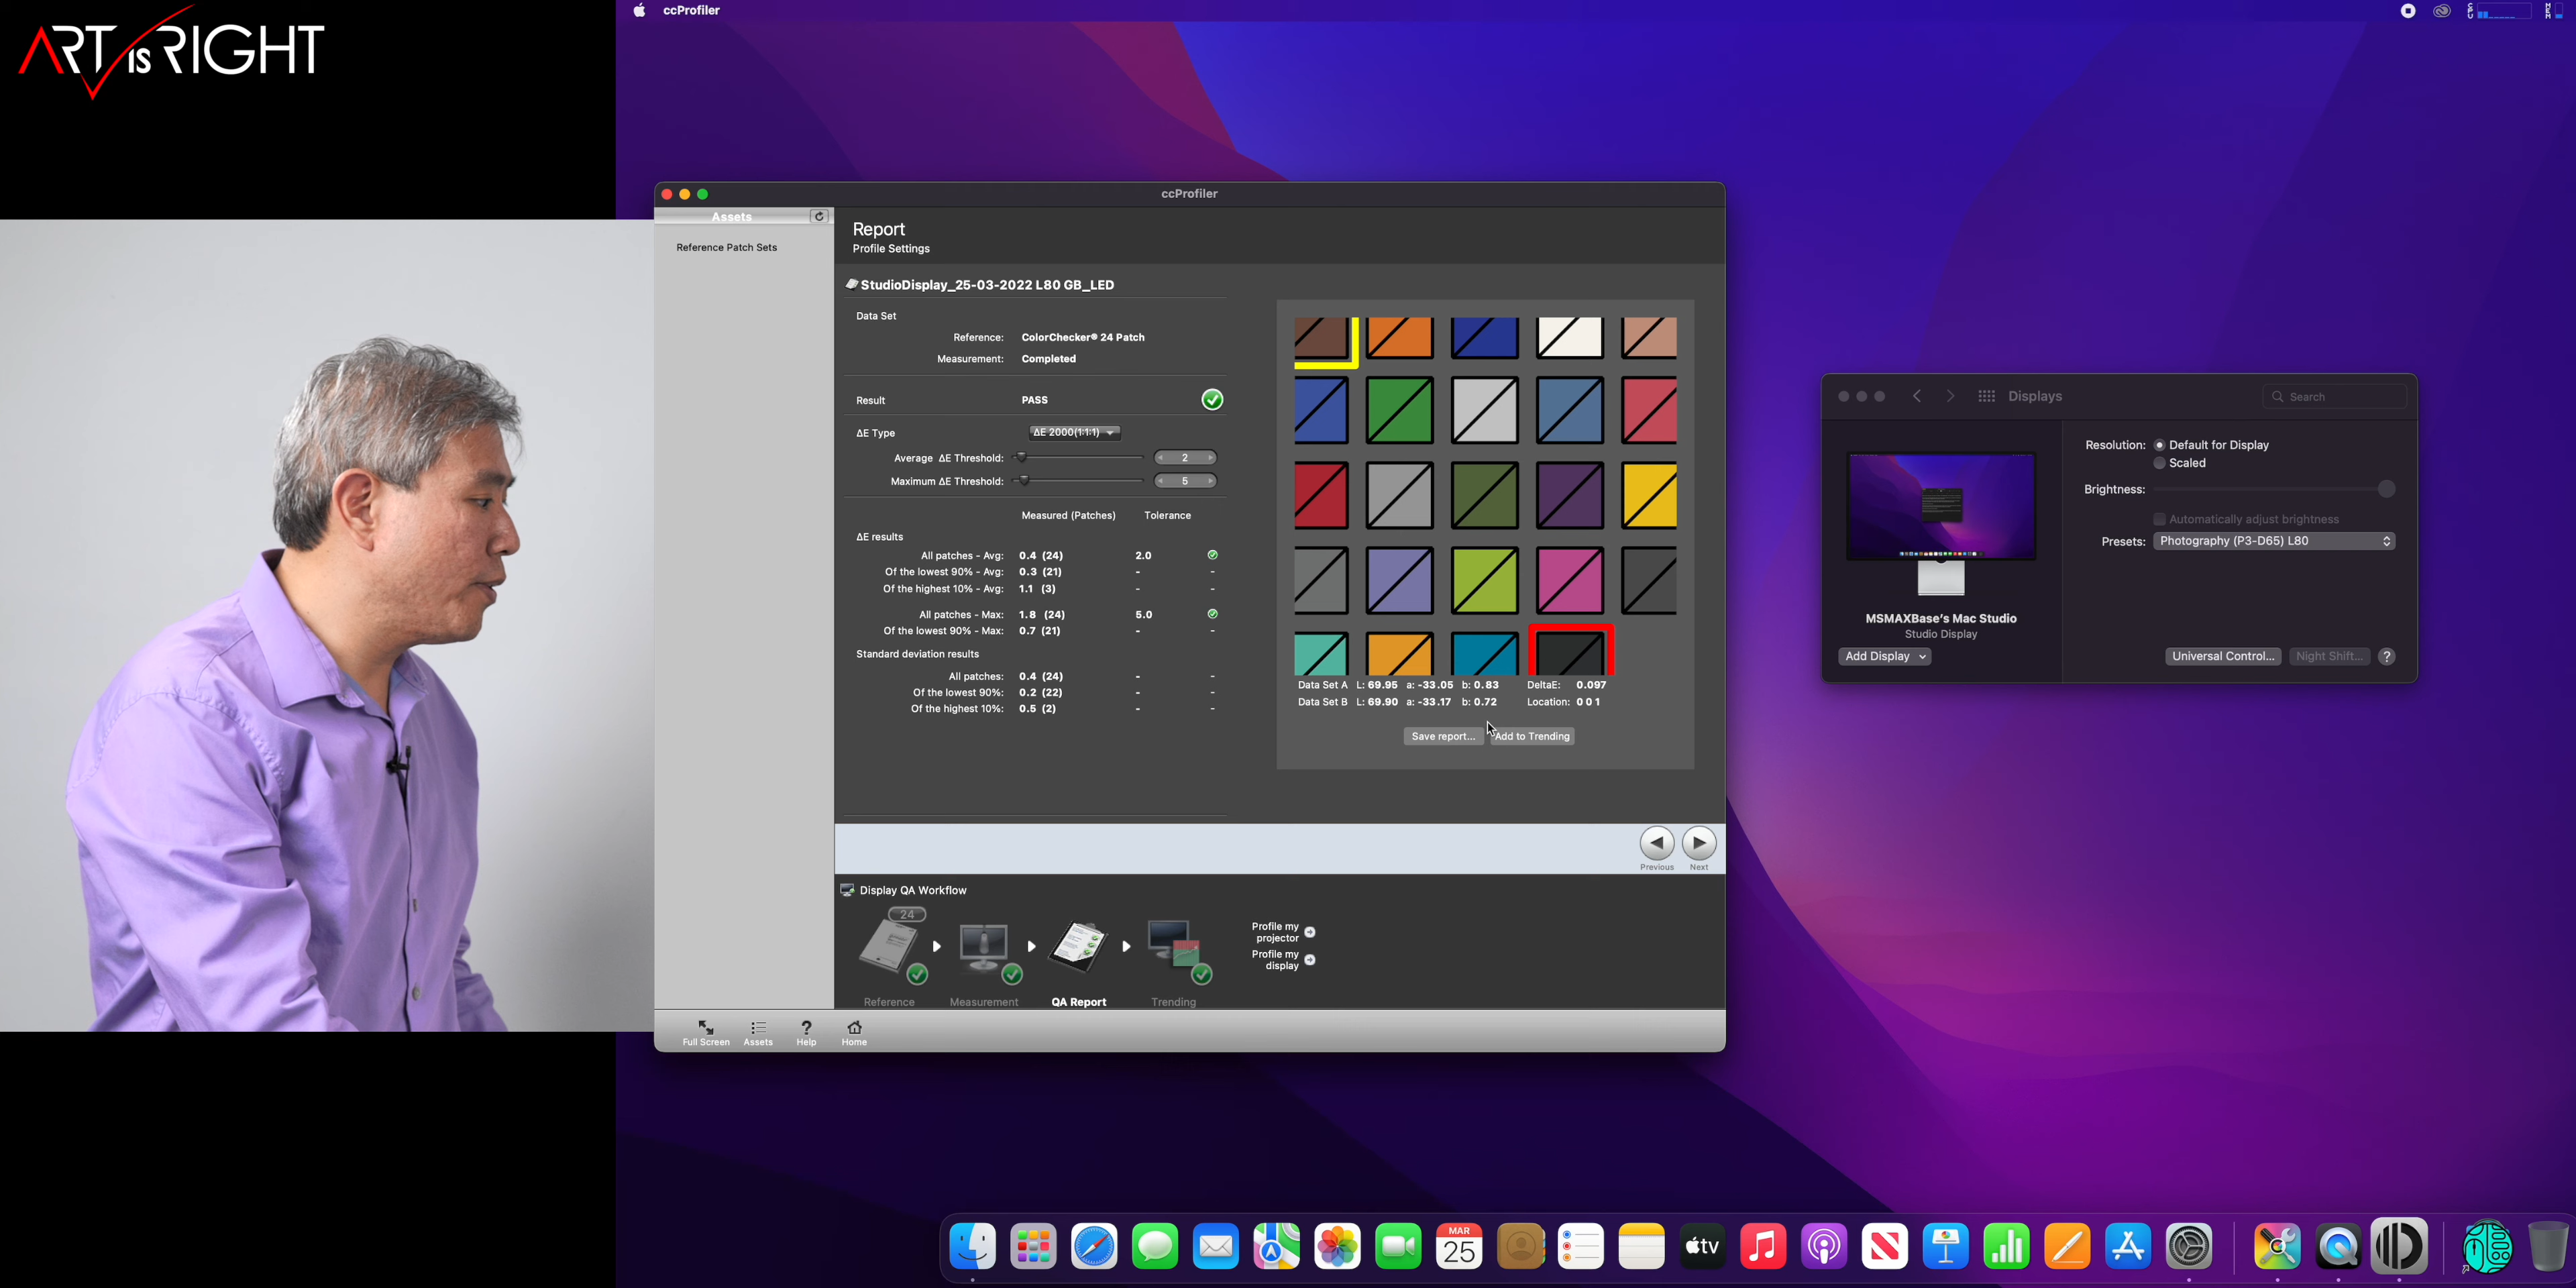 ART IS RIGHT
ccProfiler
CPU
MEM
ccProfiler
Assets
Reference Patch Sets
Report
Profile Settings
StudioDisplay_25-03-2022 L80 GB_LED
Data Set
Reference: ColorChecker® 24 Patch
Measurement: Completed
Result PASS
ΔE Type ΔE 2000(1:1:1)
Average ΔE Threshold: 2
Maximum ΔE Threshold: 5
Measured (Patches) Tolerance
ΔE results
All patches - Avg: 0.4 (24) 2.0
Of the lowest 90% - Avg: 0.3 (21) - -
Of the highest 10% - Avg: 1.1 (3) - -
All patches - Max: 1.8 (24) 5.0
Of the lowest 90% - Max: 0.7 (21) - -
Standard deviation results
All patches: 0.4 (24) - -
Of the lowest 90%: 0.2 (22) - -
Of the highest 10%: 0.5 (2) - -
Data Set A L: 69.95 a: -33.05 b: 0.83 DeltaE: 0.097
Data Set B L: 69.90 a: -33.17 b: 0.72 Location: 0 0 1
Save report... Add to Trending
Previous Next
Display QA Workflow
24
Reference
Measurement
QA Report
Trending
Profile my
projector
Profile my
display
Full Screen
Assets
Help
Home
Displays
Search
Resolution: Default for Display
Scaled
Brightness:
Automatically adjust brightness
Presets: Photography (P3-D65) L80
MSMAXBase's Mac Studio
Studio Display
Add Display
Universal Control...
Night Shift...
?
MAR
25
tv